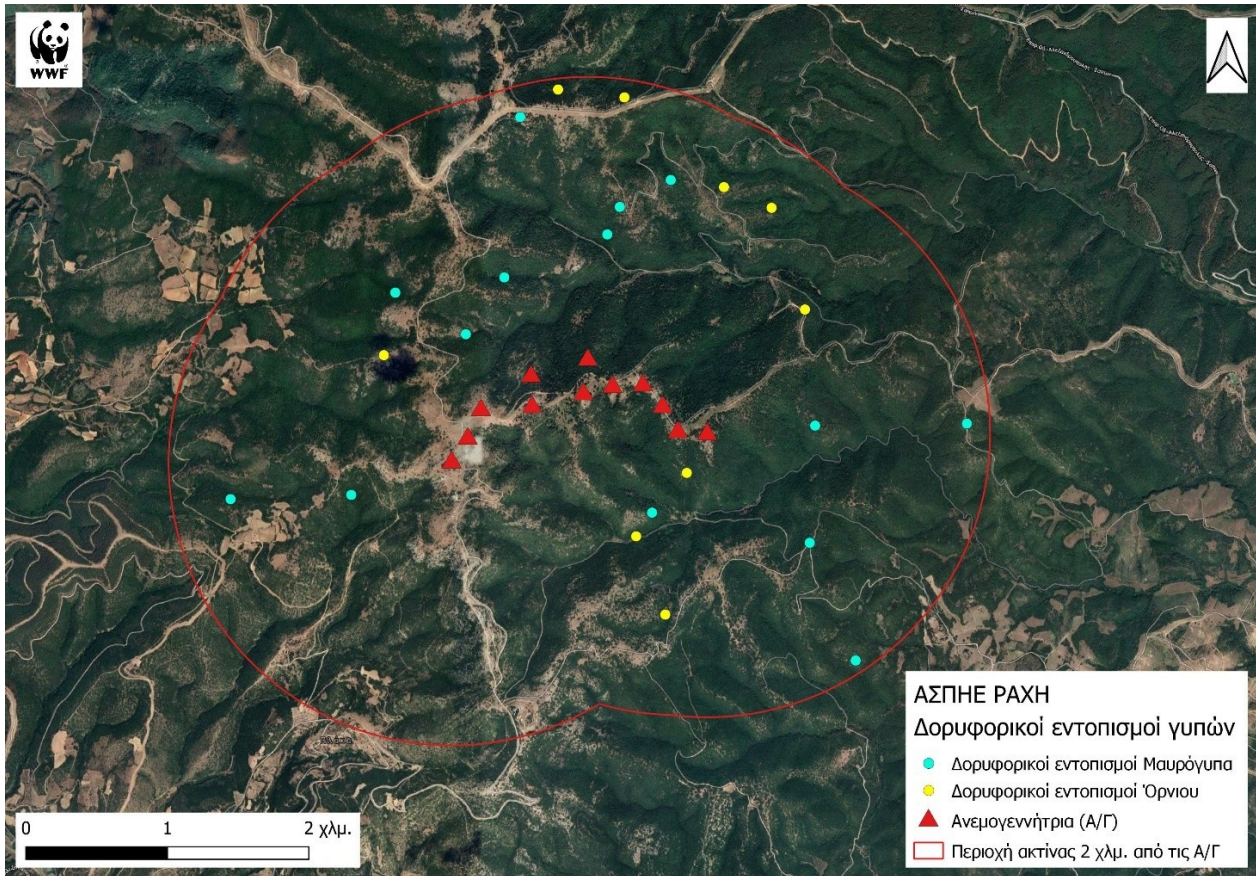 WWF
ΑΣΠΗΕ ΡΑΧΗ
Δορυφορικοί εντοπισμοί γυπών
Δορυφορικοί εντοπισμοί Μαυρόγυπα
Δορυφορικοί εντοπισμοί Όρνιου
Ανεμογεννήτρια (Α/Γ)
Περιοχή ακτίνας 2 χλμ. από τις Α/Γ
0 1 2 χλμ.